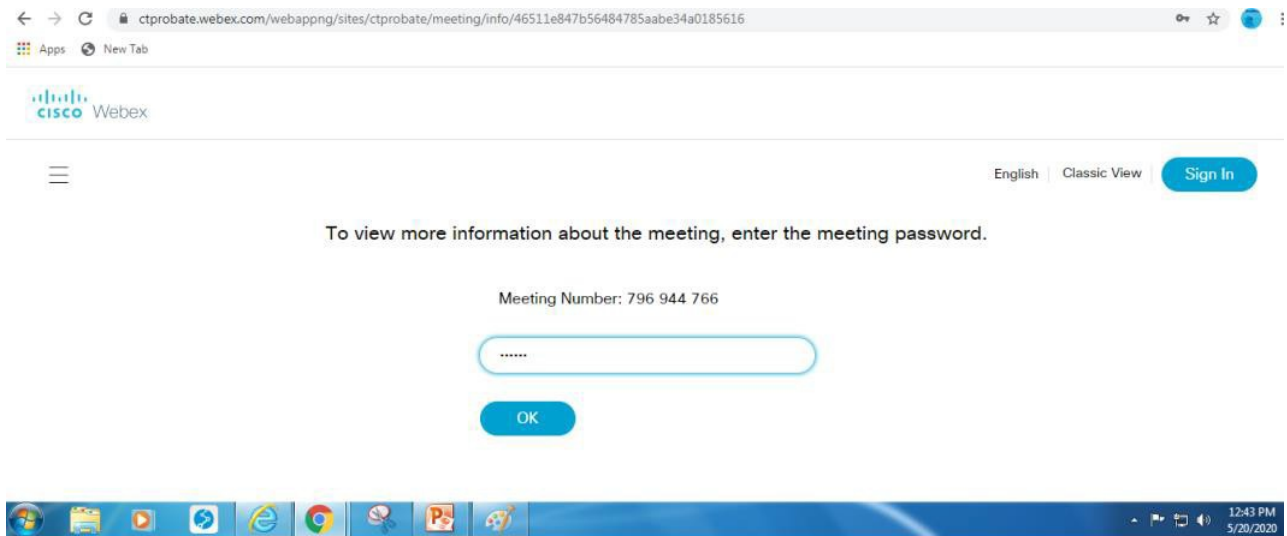 ctprobate.webex.com/webappng/sites/ctprobate/meeting/info/46511e847b56484785aabe34a0185616
Apps New Tab
cisco Webex
English Classic View Sign In
To view more information about the meeting, enter the meeting password.
Meeting Number: 796 944 766
······
OK
12:43 PM
5/20/2020